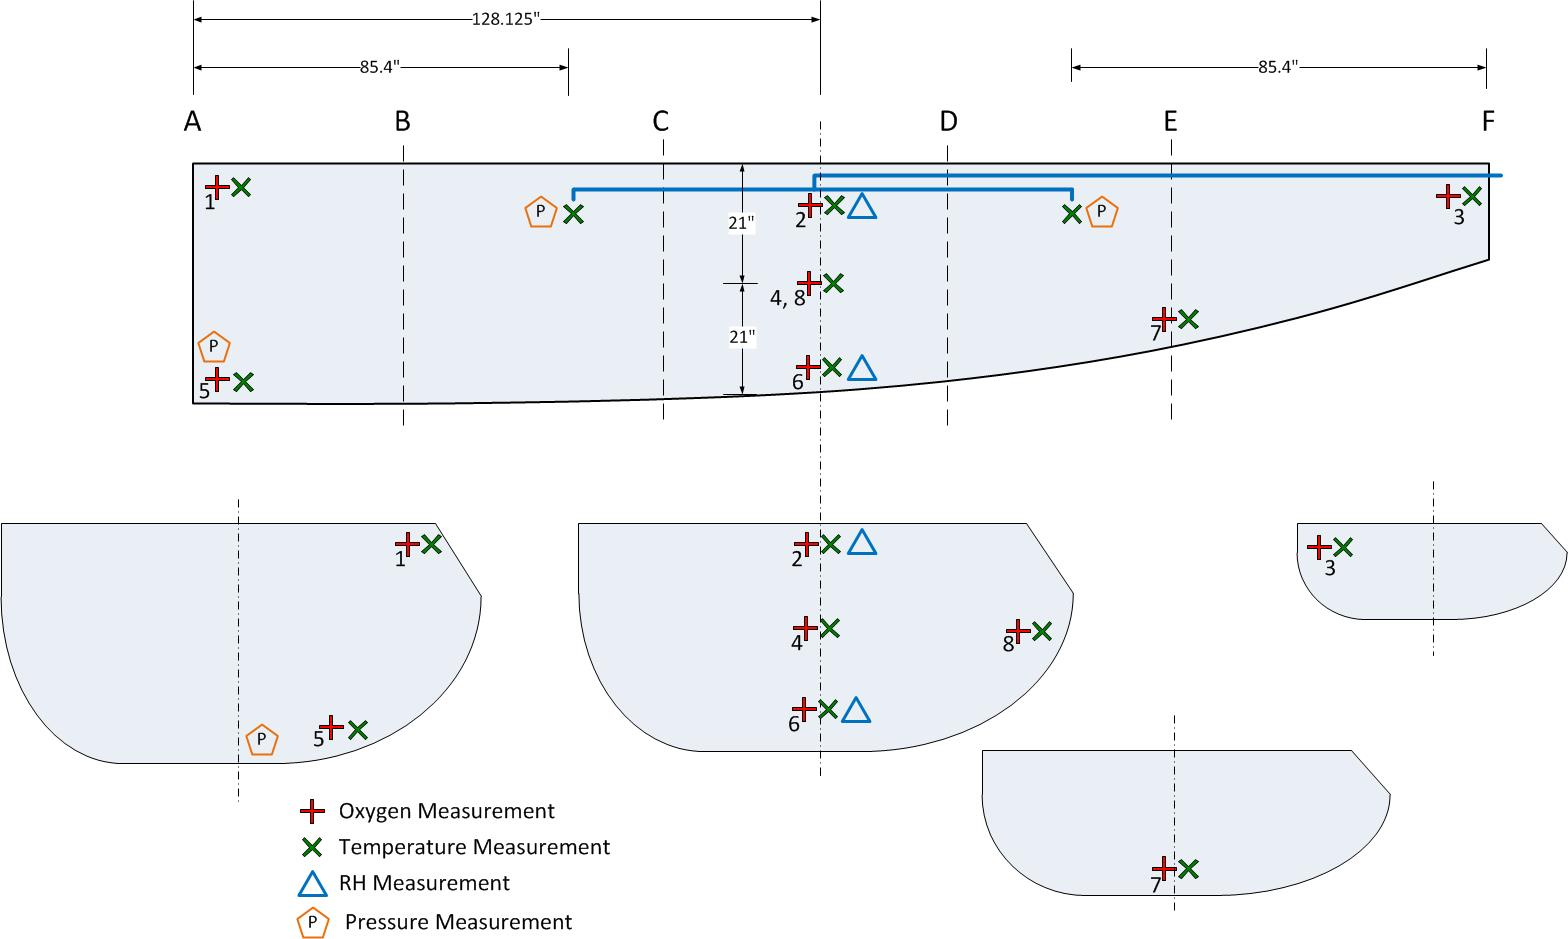 128.125"
85.4" 85.4"
A B C D E F
1 P 2 P 3
21"
4, 8
21"
7
P
5 6
1 2 3
4 8
5 P 6
7
Oxygen Measurement
Temperature Measurement
RH Measurement
P Pressure Measurement